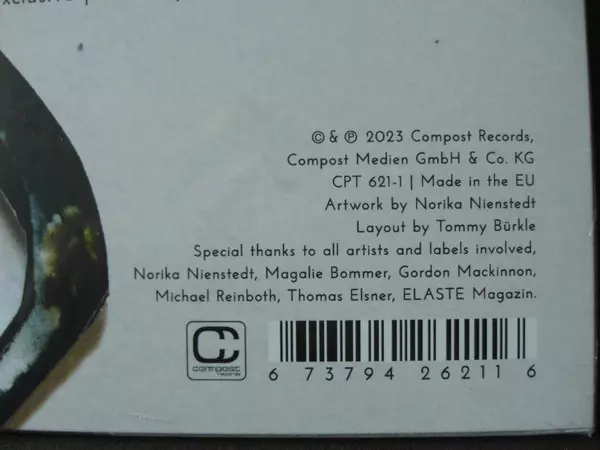 © & ℗ 2023 Compost Records,
Compost Medien GmbH & Co. KG
CPT 621-1 | Made in the EU
Artwork by Norika Nienstedt
Layout by Tommy Bürkle
Special thanks to all artists and labels involved,
Norika Nienstedt, Magalie Bommer, Gordon Mackinnon,
Michael Reinboth, Thomas Elsner, ELASTE Magazin.
compost
records
6 73794 26211 6